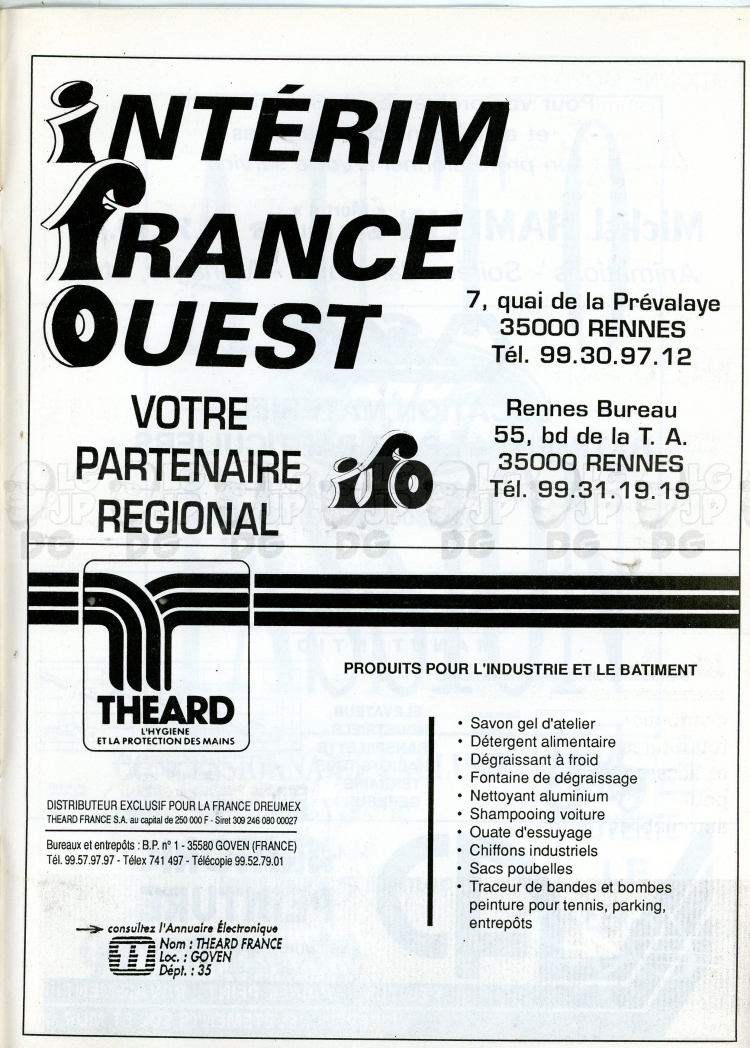 INTÉRIM
FRANCE
OUEST
7, quai de la Prévalaye
35000 RENNES
Tél. 99.30.97.12
VOTRE
PARTENAIRE
REGIONAL
ifo
Rennes Bureau
55, bd de la T. A.
35000 RENNES
Tél. 99.31.19.19
LG JP DG
THEARD
L'HYGIENE
ET LA PROTECTION DES MAINS
PRODUITS POUR L'INDUSTRIE ET LE BATIMENT
• Savon gel d'atelier
• Détergent alimentaire
• Dégraissant à froid
• Fontaine de dégraissage
• Nettoyant aluminium
• Shampooing voiture
• Ouate d'essuyage
• Chiffons industriels
• Sacs poubelles
• Traceur de bandes et bombes
peinture pour tennis, parking,
entrepôts
DISTRIBUTEUR EXCLUSIF POUR LA FRANCE DREUMEX
THEARD FRANCE S.A. au capital de 250 000 F - Siret 309 246 080 00027
Bureaux et entrepôts : B.P. n° 1 - 35580 GOVEN (FRANCE)
Tél. 99.57.97.97 - Télex 741 497 - Télécopie 99.52.79.01
consultez l'Annuaire Électronique
Nom : THEARD FRANCE
Loc. : GOVEN
Dépt. : 35